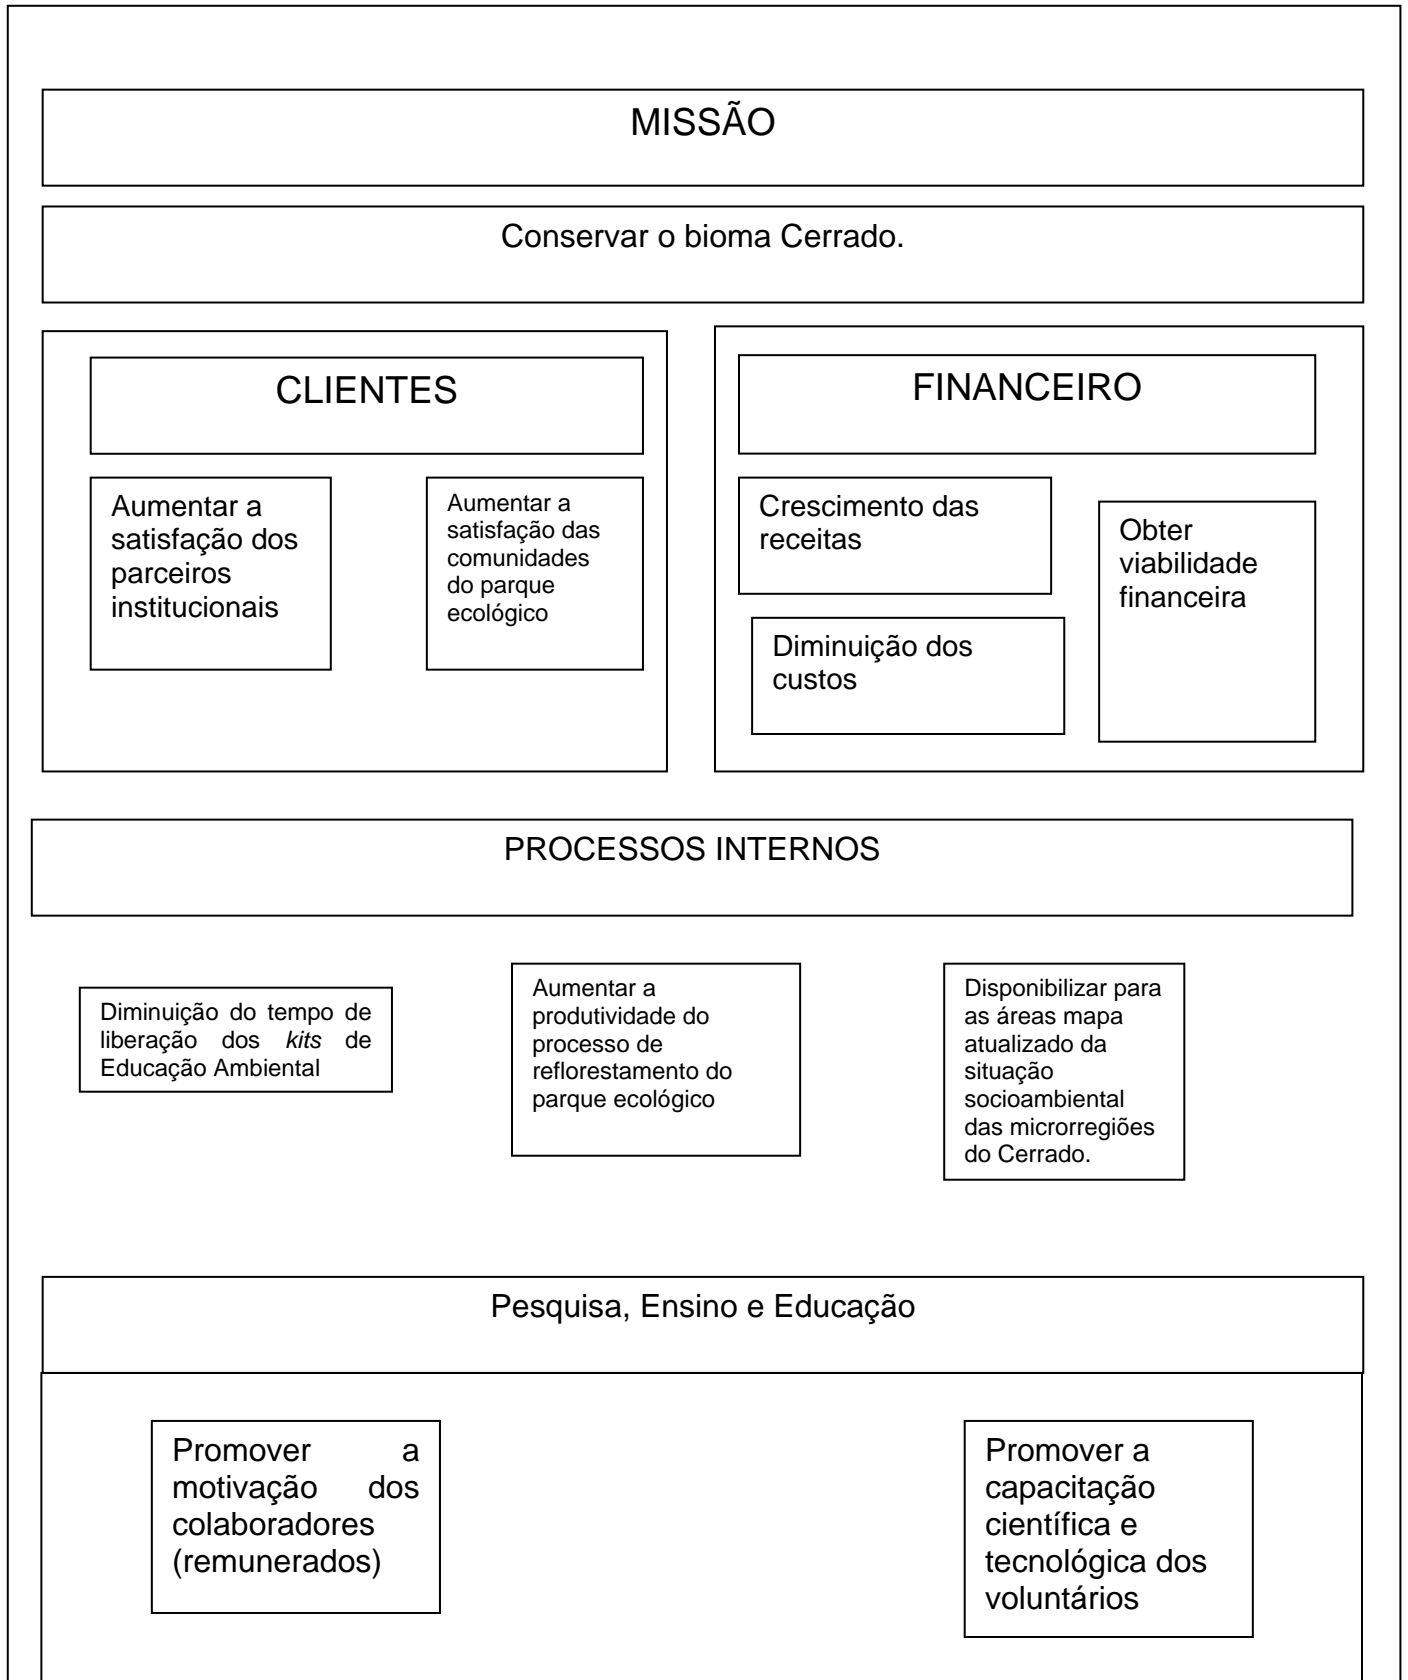 MISSÃO
Conservar o bioma Cerrado.
CLIENTES
Aumentar a
satisfação dos
parceiros
institucionais
Aumentar a
satisfação das
comunidades
do parque
ecológico
FINANCEIRO
Crescimento das
receitas
Diminuição dos
custos
Obter
viabilidade
financeira
PROCESSOS INTERNOS
Diminuição do tempo de
liberação dos kits de
Educação Ambiental
Aumentar a
produtividade do
processo de
reflorestamento do
parque ecológico
Disponibilizar para
as áreas mapa
atualizado da
situação
socioambiental
das microrregiões
do Cerrado.
Pesquisa, Ensino e Educação
Promover a
motivação dos
colaboradores
(remunerados)
Promover a
capacitação
científica e
tecnológica dos
voluntários